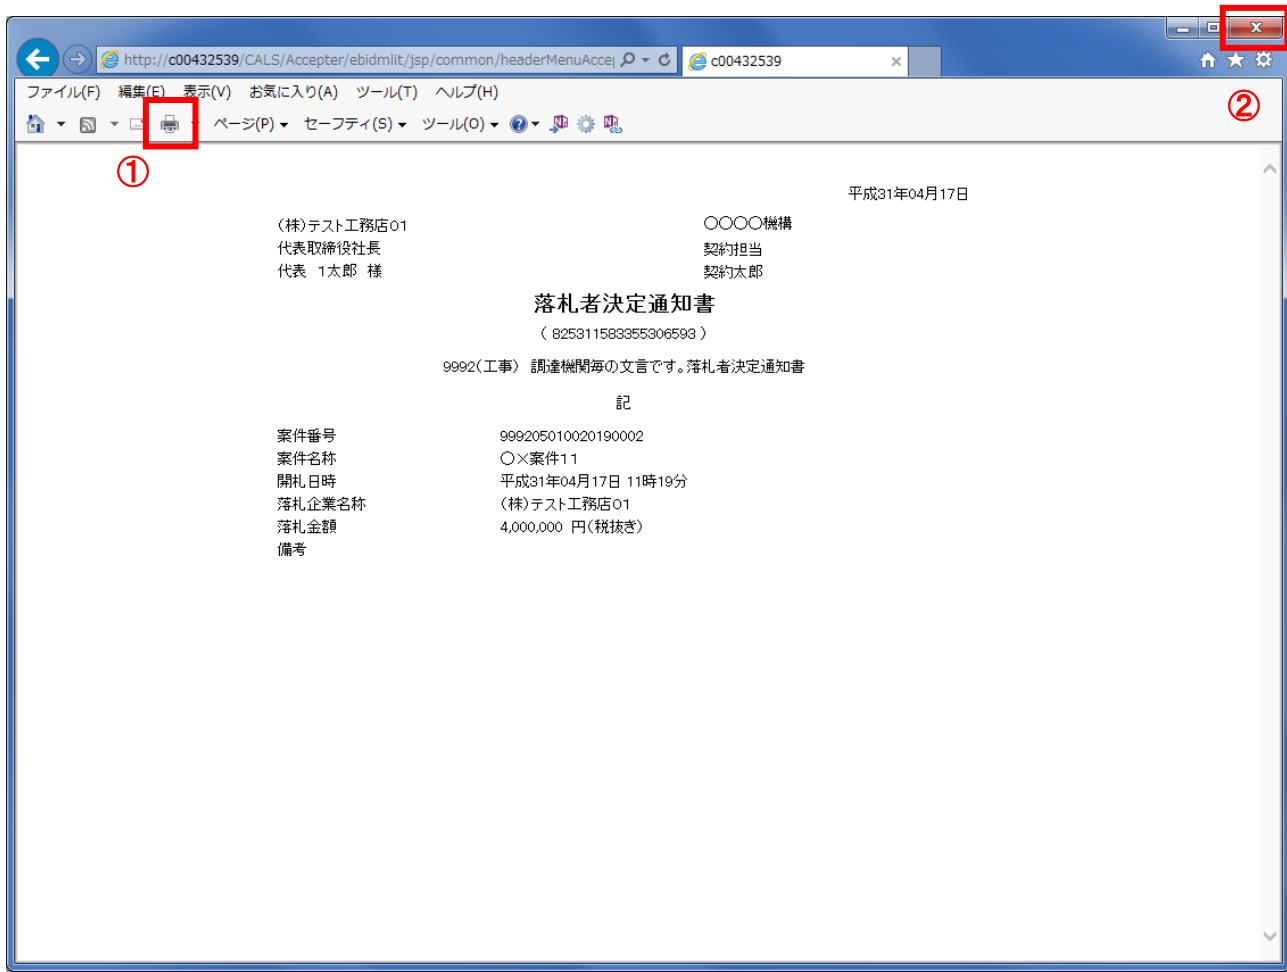 http://c00432539/CALS/Accepter/ebidmlit/jsp/common/headerMenuAccep
c00432539
ファイル(F) 編集(E) 表示(V) お気に入り(A) ツール(T) ヘルプ(H)
②
ページ(P) セーフティ(S) ツール(O)
①
平成31年04月17日
(株)テスト工務店01 〇〇〇〇機構
代表取締役社長 契約担当
代表 1太郎 様 契約太郎
落札者決定通知書
( 825311583355306593 )
9992(工事) 調達機関毎の文言です。落札者決定通知書
記
案件番号 999205010020190002
案件名称 〇×案件11
開札日時 平成31年04月17日 11時19分
落札企業名称 (株)テスト工務店01
落札金額 4,000,000 円(税抜き)
備考